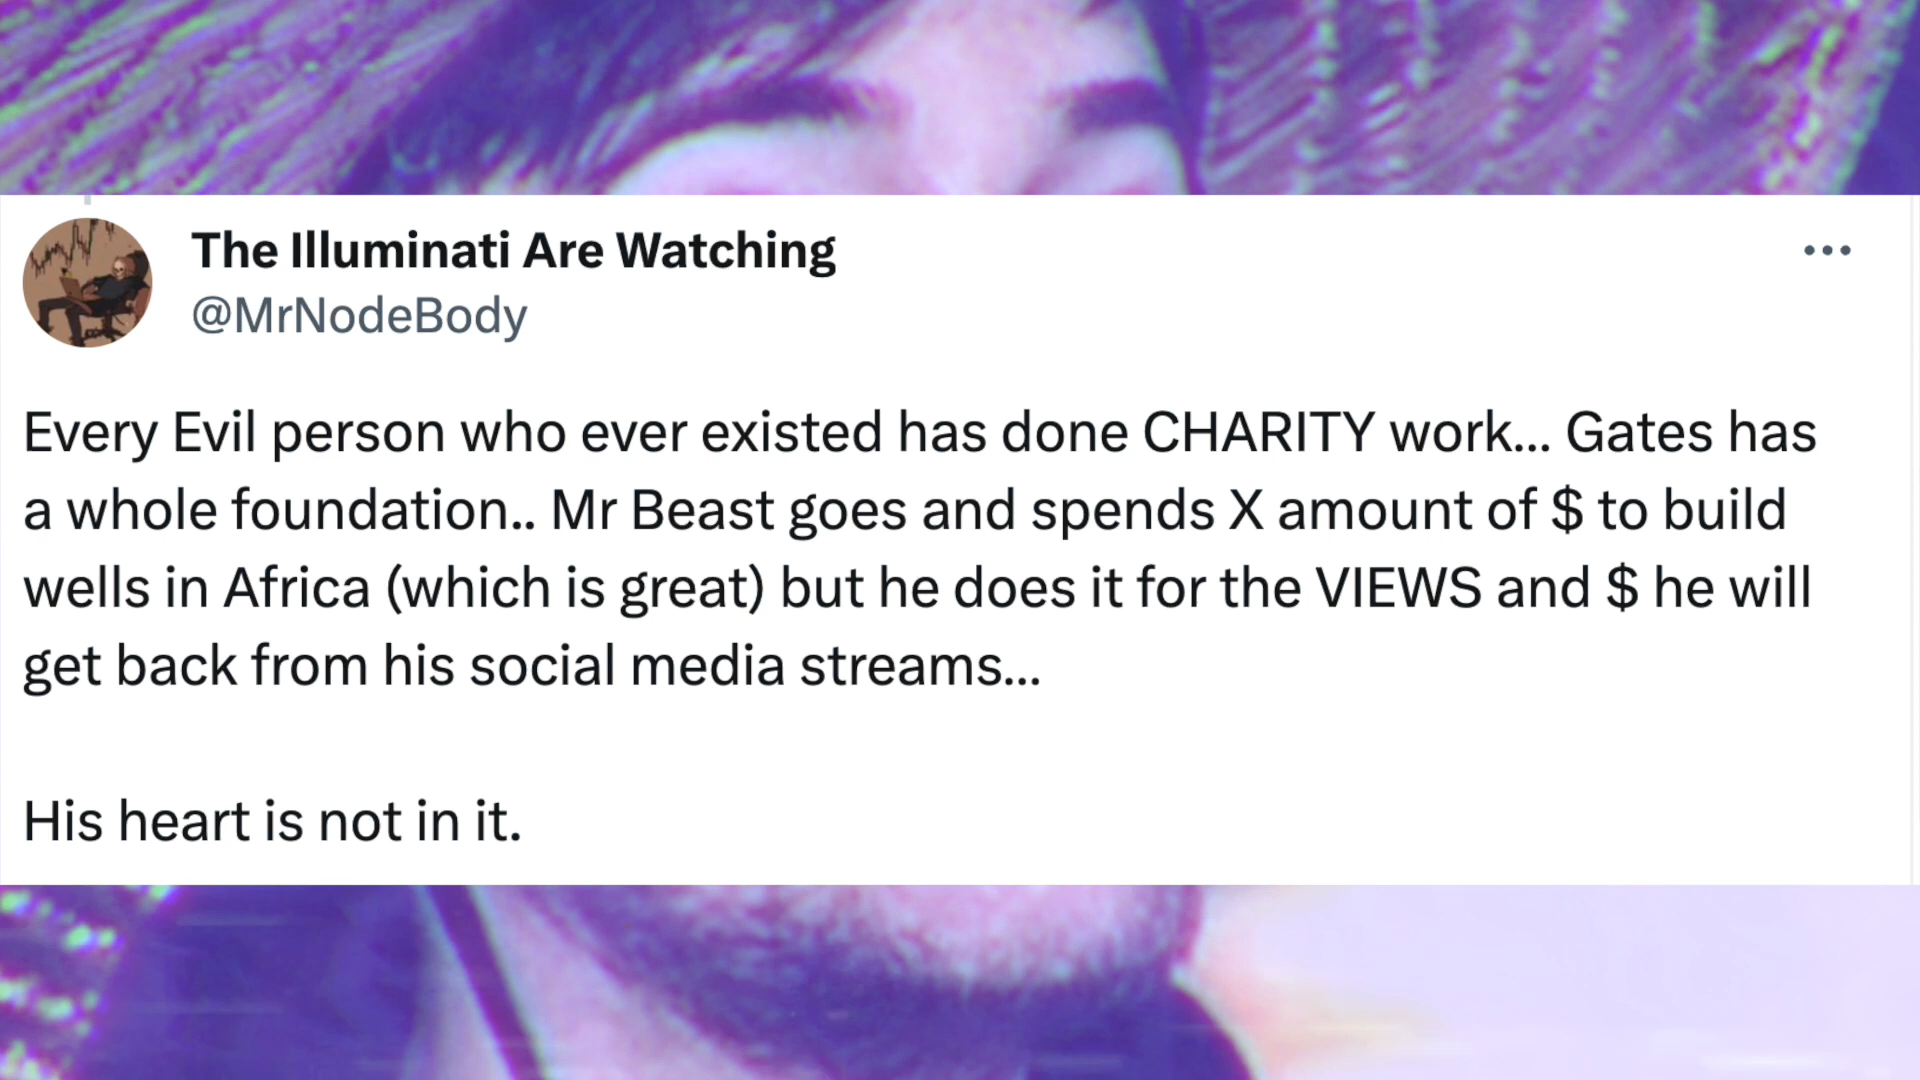 The Illuminati Are Watching
@MrNodeBody
Every Evil person who ever existed has done CHARITY work... Gates has
a whole foundation.. Mr Beast goes and spends X amount of $ to build
wells in Africa (which is great) but he does it for the VIEWS and $ he will
get back from his social media streams...
His heart is not in it.